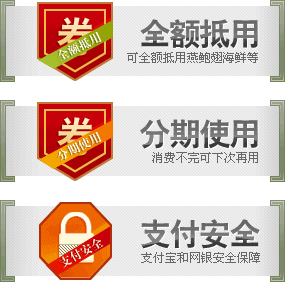 券
全额抵用
全额抵用
可全额抵用燕鲍翅海鲜等
券
分期使用
分期使用
消费不完可下次再用
支付安全
支付安全
支付宝和网银安全保障